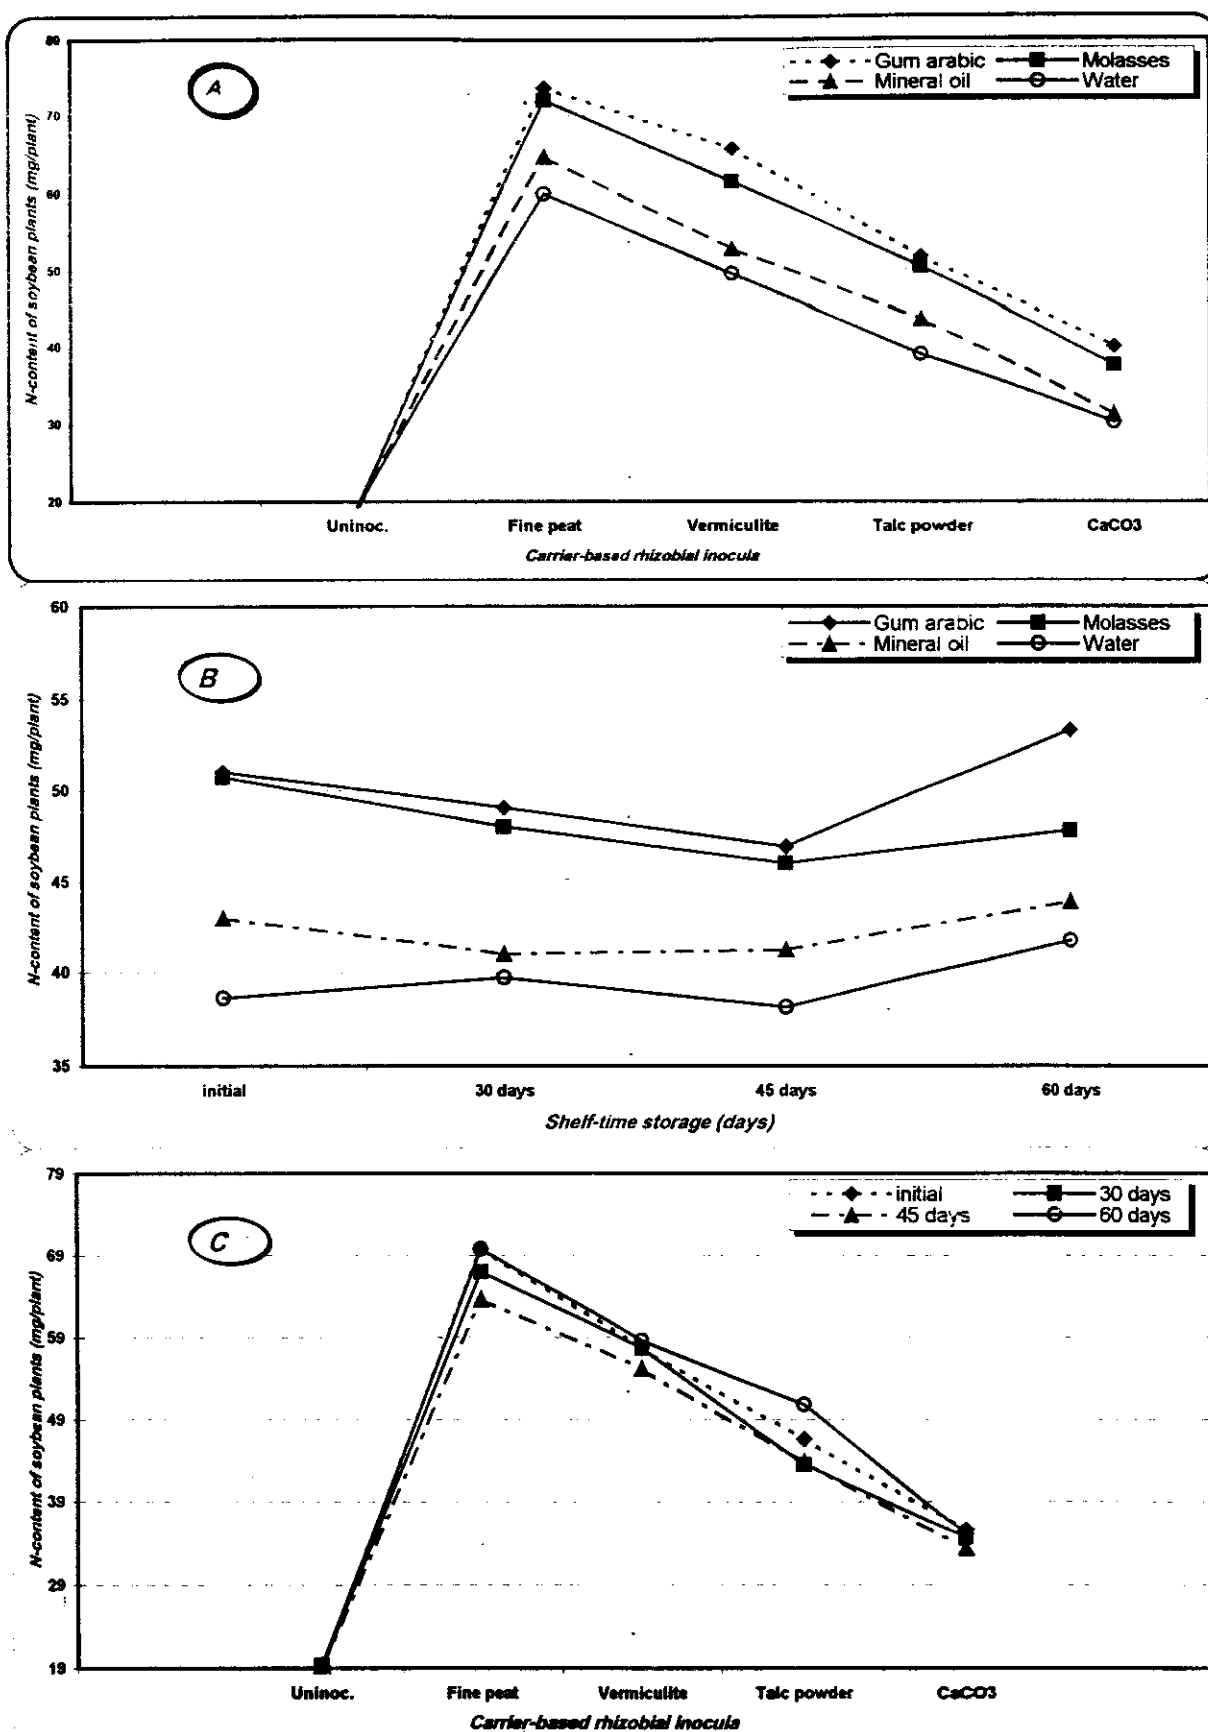 A
Gum arabic Molasses
Mineral oil Water
N-content of soybean plants (mg/plant)
80
70
60
50
40
30
20
Uninoc. Fine peat Vermiculite Talc powder CaCO3
Carrier-based rhizobial inocula
B
Gum arabic Molasses
Mineral oil Water
N-content of soybean plants (mg/plant)
60
55
50
45
40
35
initial 30 days 45 days 60 days
Shelf-time storage (days)
C
initial 30 days
45 days 60 days
N-content of soybean plants (mg/plant)
79
69
59
49
39
29
19
Uninoc. Fine peat Vermiculite Talc powder CaCO3
Carrier-based rhizobial inocula